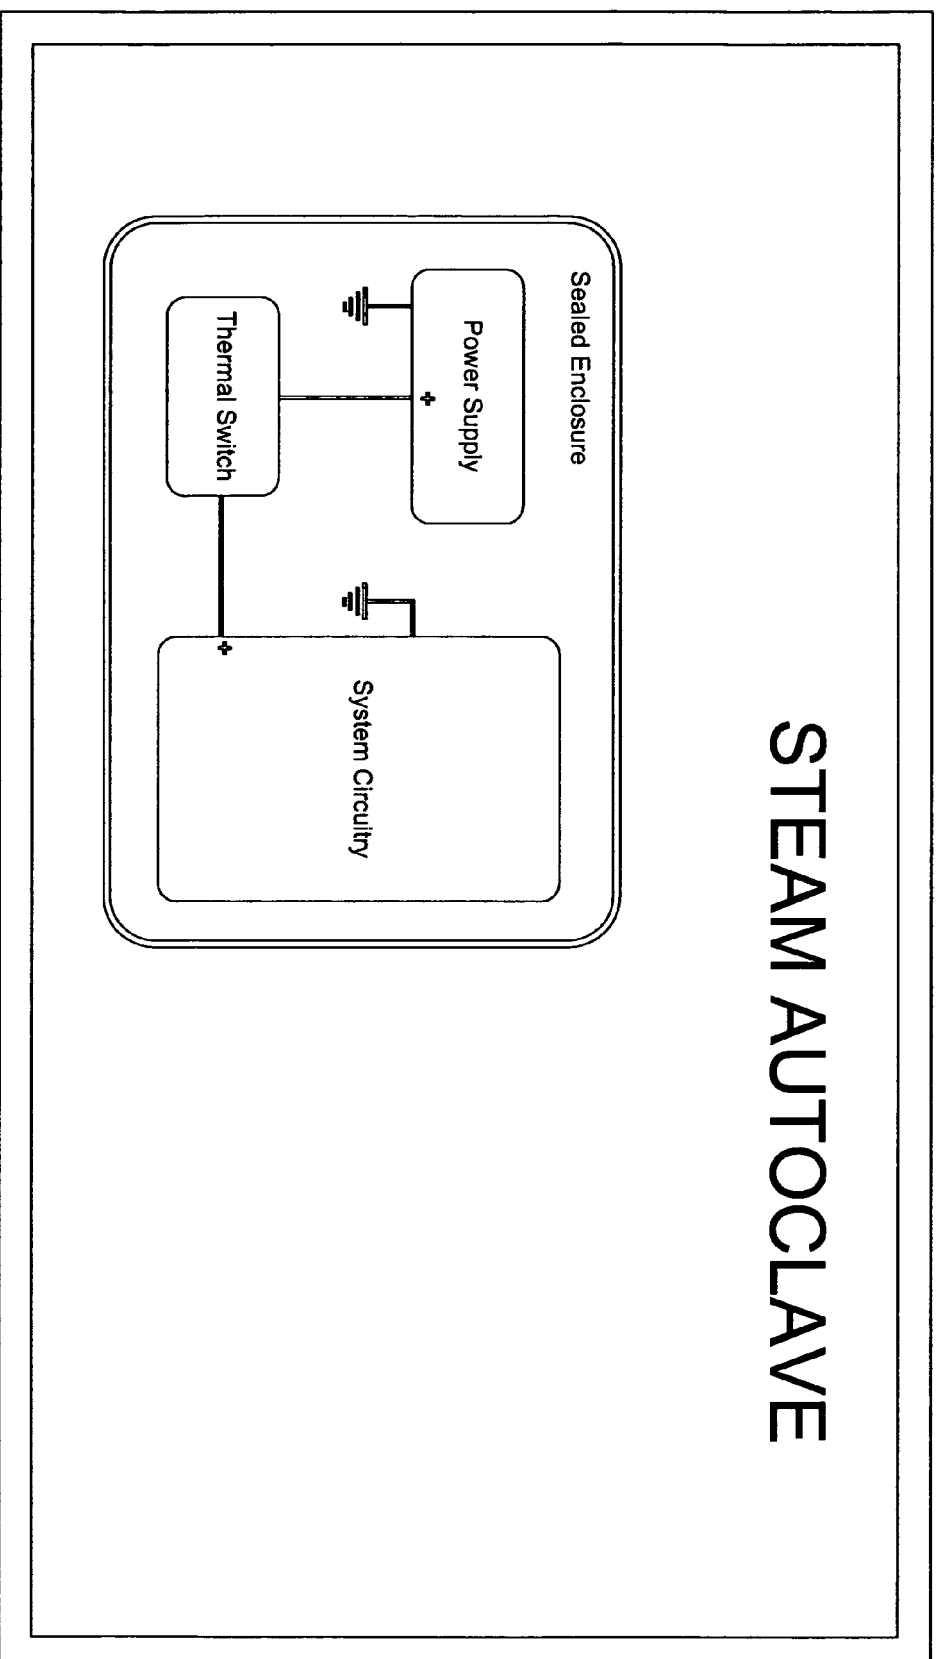 STEAM AUTOCLAVE
Sealed Enclosure
Power Supply
+
Thermal Switch
+
System Circuitry